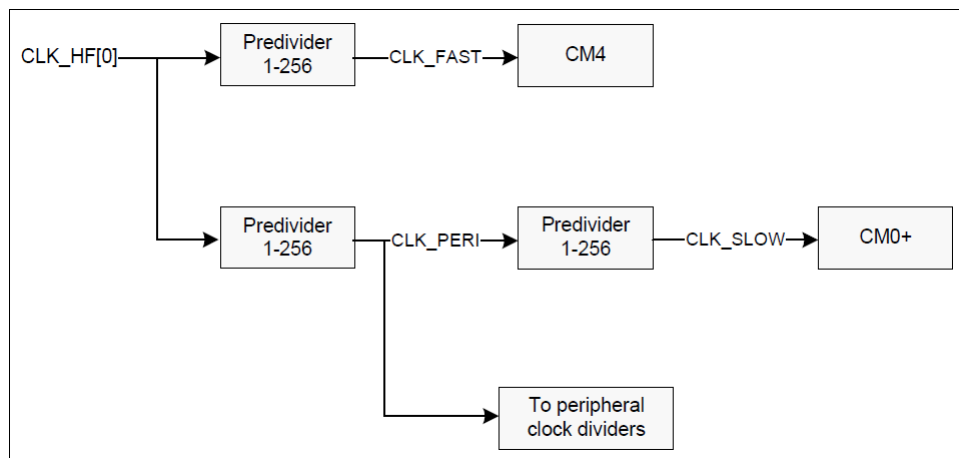 CLK_HF[0]
Predivider
1-256
CLK_FAST
CM4
Predivider
1-256
CLK_PERI
Predivider
1-256
CLK_SLOW
CM0+
To peripheral
clock dividers